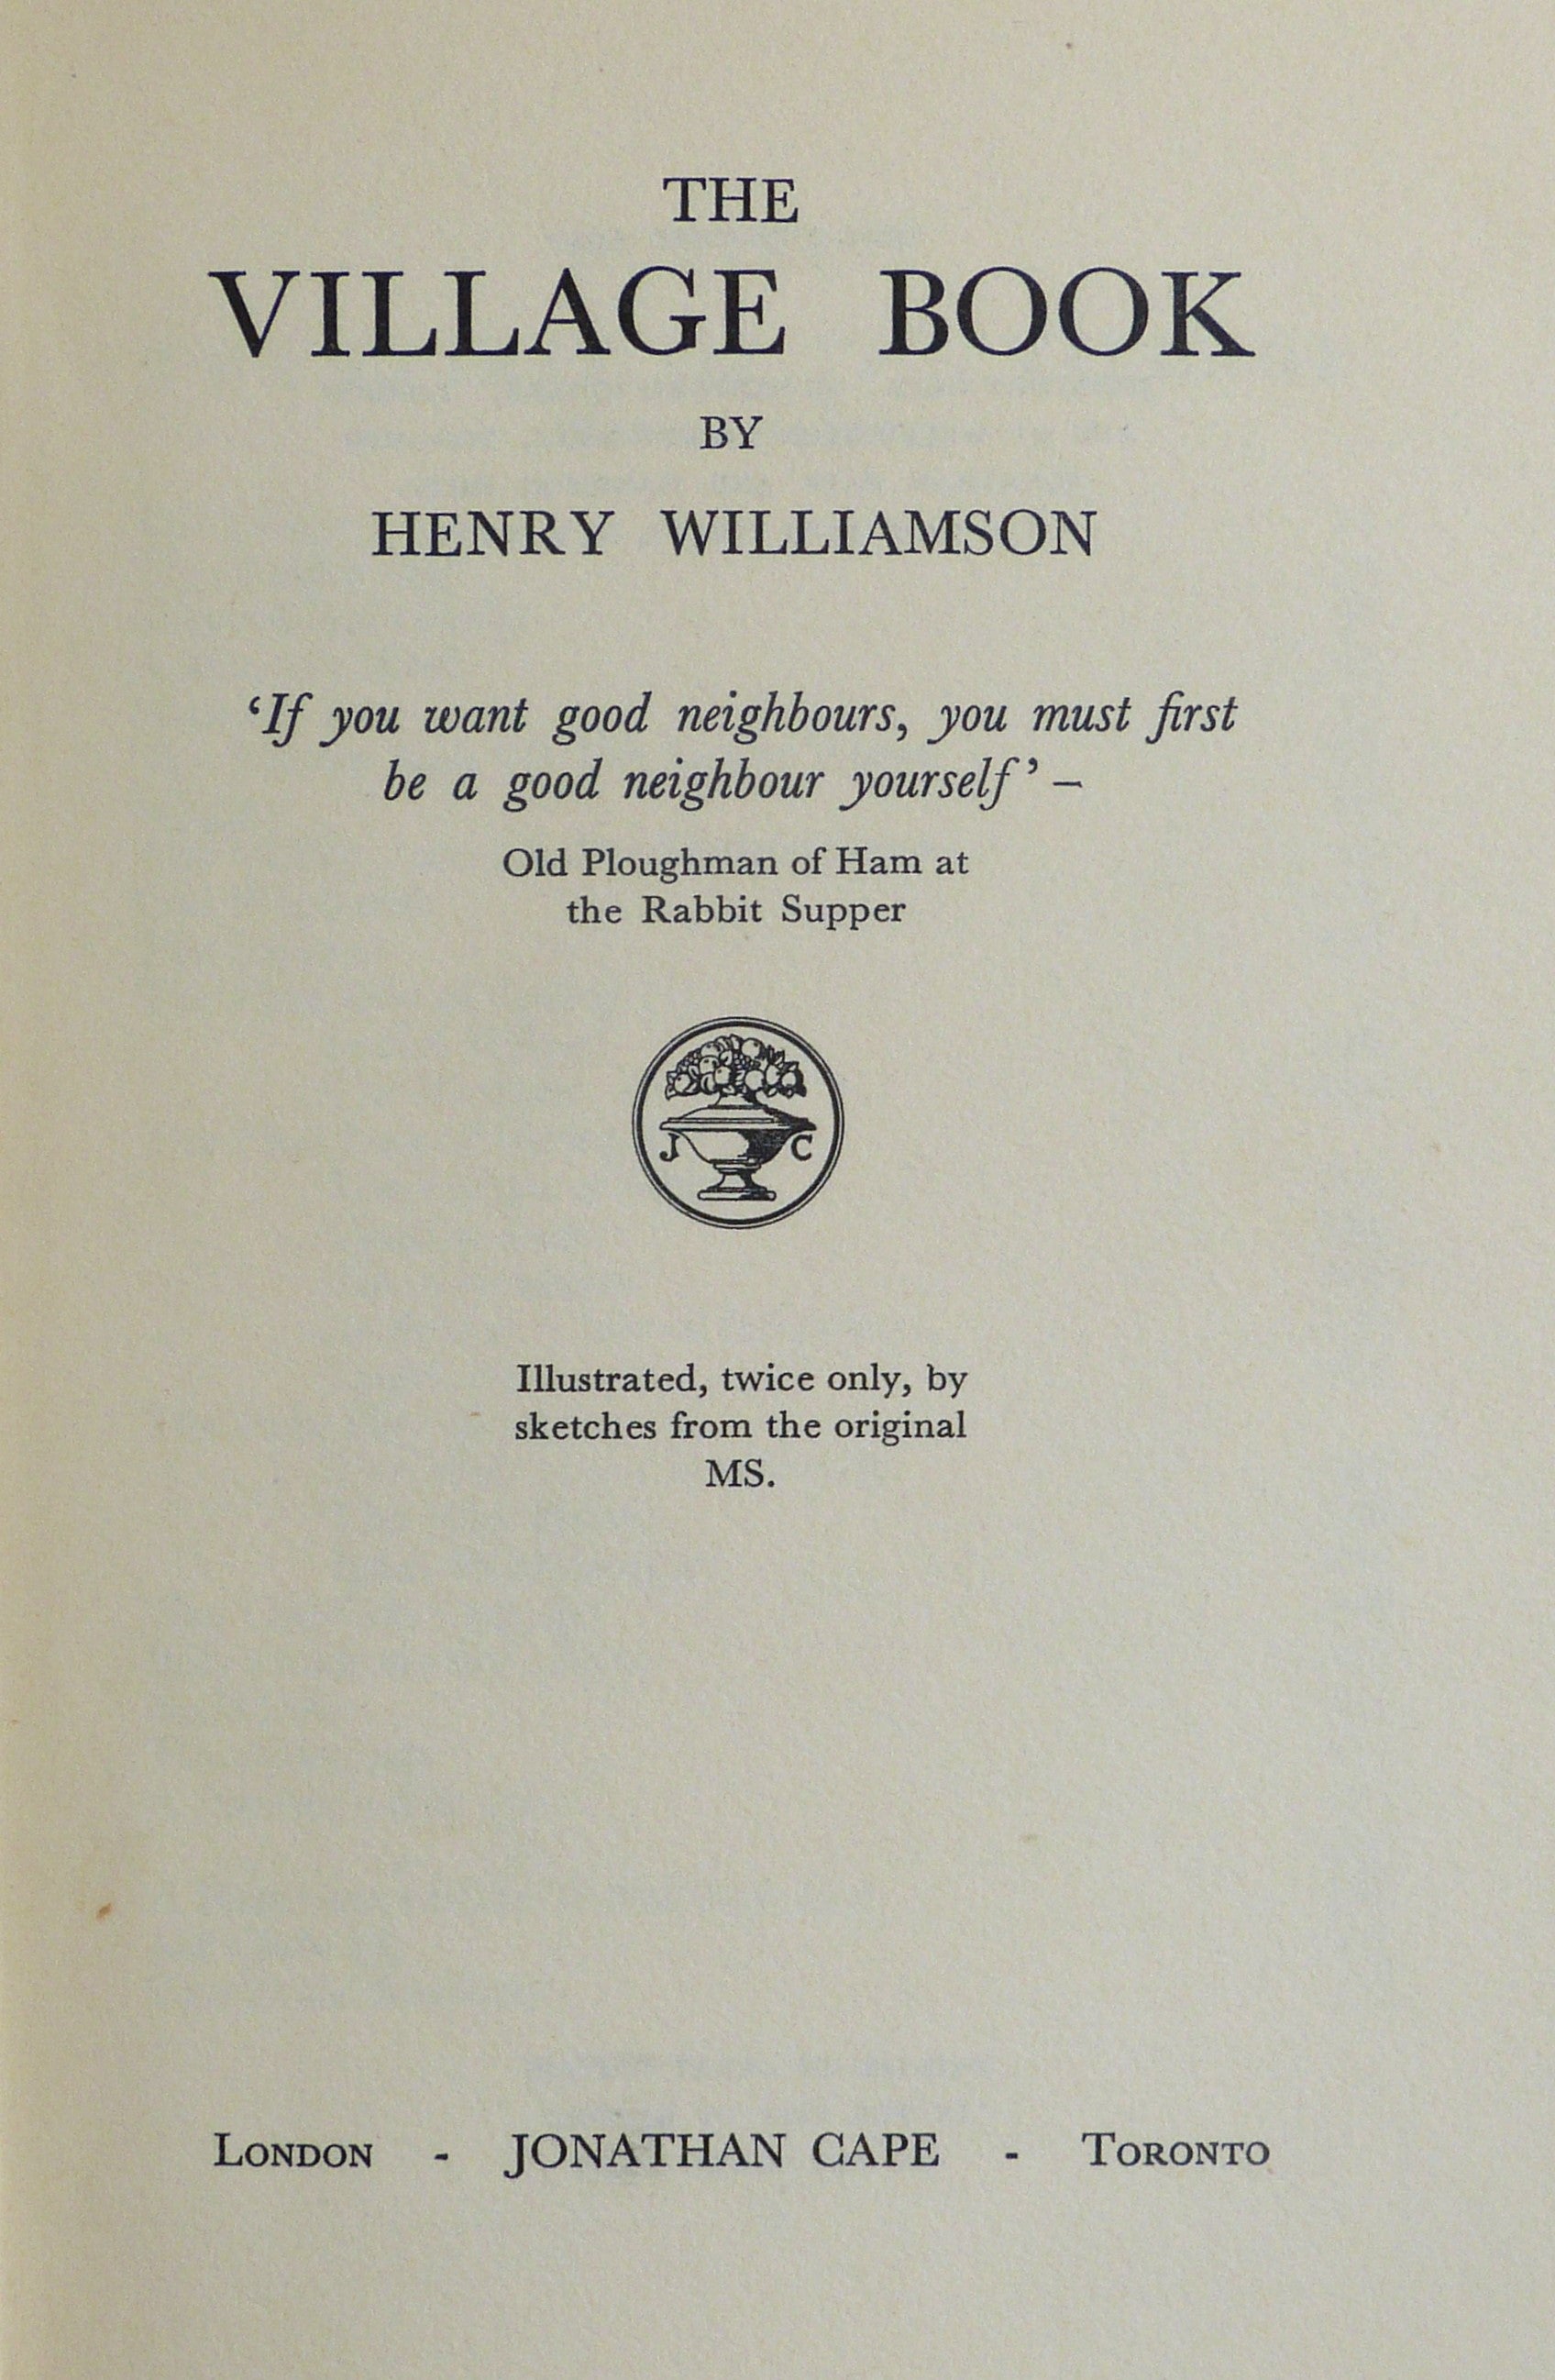 THE
VILLAGE BOOK
BY
HENRY WILLIAMSON
‘If you want good neighbours, you must first
be a good neighbour yourself’ –
Old Ploughman of Ham at
the Rabbit Supper
J C
Illustrated, twice only, by
sketches from the original
MS.
LONDON - JONATHAN CAPE - TORONTO